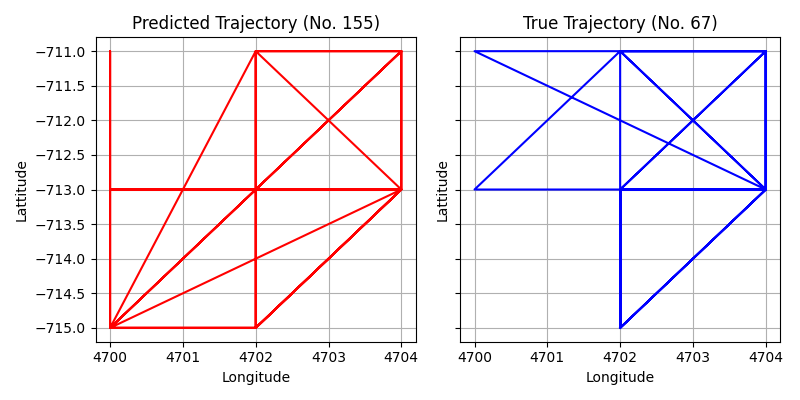 Predicted Trajectory (No. 155)
Lattitude
−711.0
−711.5
−712.0
−712.5
−713.0
−713.5
−714.0
−714.5
−715.0
4700 4701 4702 4703 4704
Longitude
True Trajectory (No. 67)
Lattitude
4700 4701 4702 4703 4704
Longitude